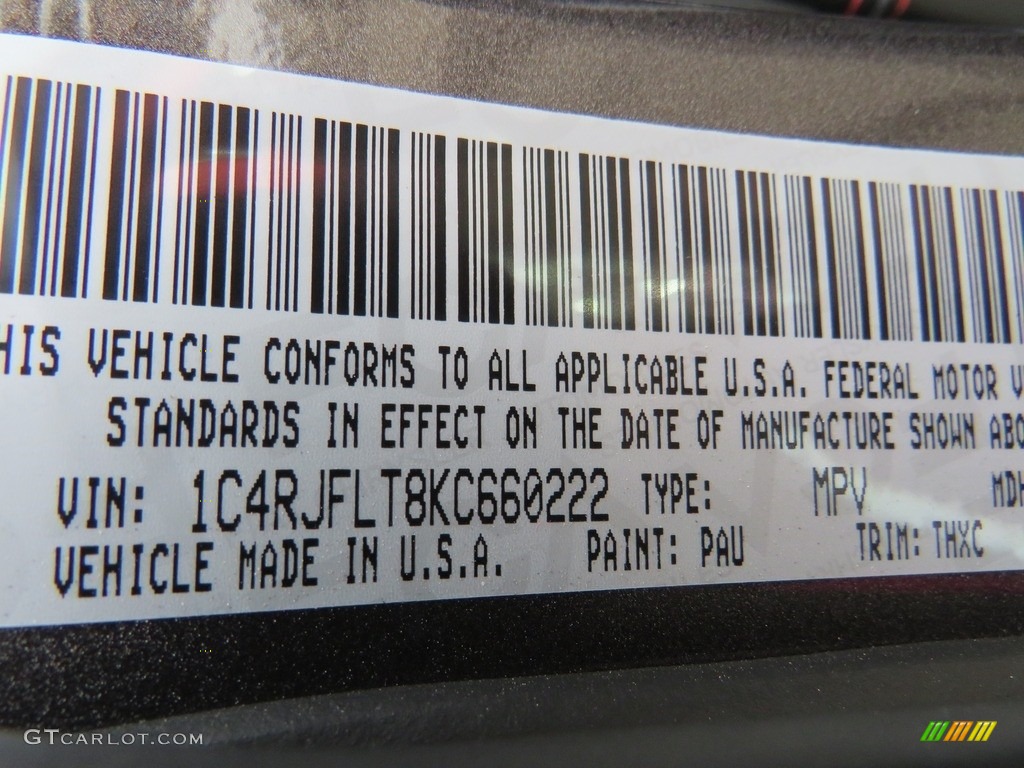 HIS VEHICLE CONFORMS TO ALL APPLICABLE U.S.A. FEDERAL MOTOR V
STANDARDS IN EFFECT ON THE DATE OF MANUFACTURE SHOWN ABO
VIN: 1C4RJFLT8KC660222 TYPE: MPV MDH
VEHICLE MADE IN U.S.A. PAINT: PAU TRIM: THXC
GTCARLOT.COM